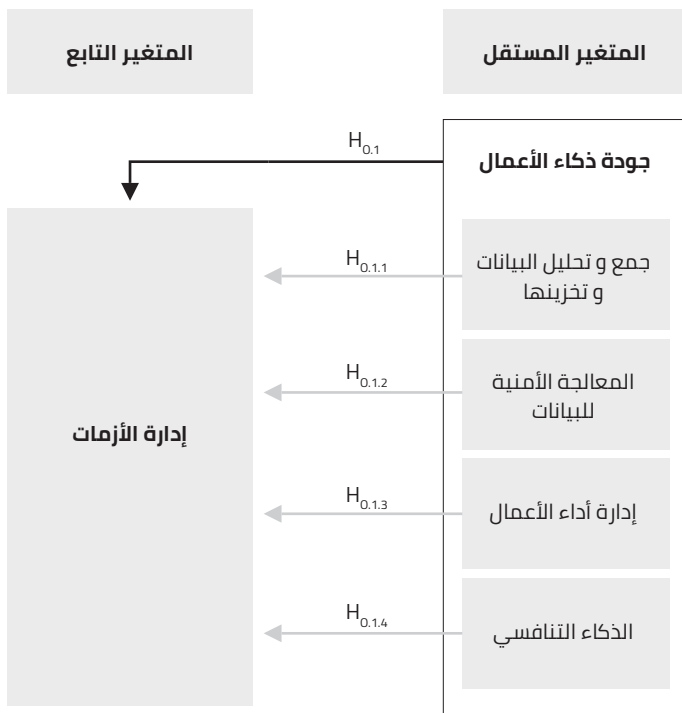 المتغير المستقل
المتغير التابع
جودة ذكاء الأعمال
H0.1
جمع و تحليل البيانات
و تخزينها
H0.1.1
المعالجة الأمنية
للبيانات
H0.1.2
إدارة أداء الأعمال
H0.1.3
الذكاء التنافسي
H0.1.4
إدارة الأزمات